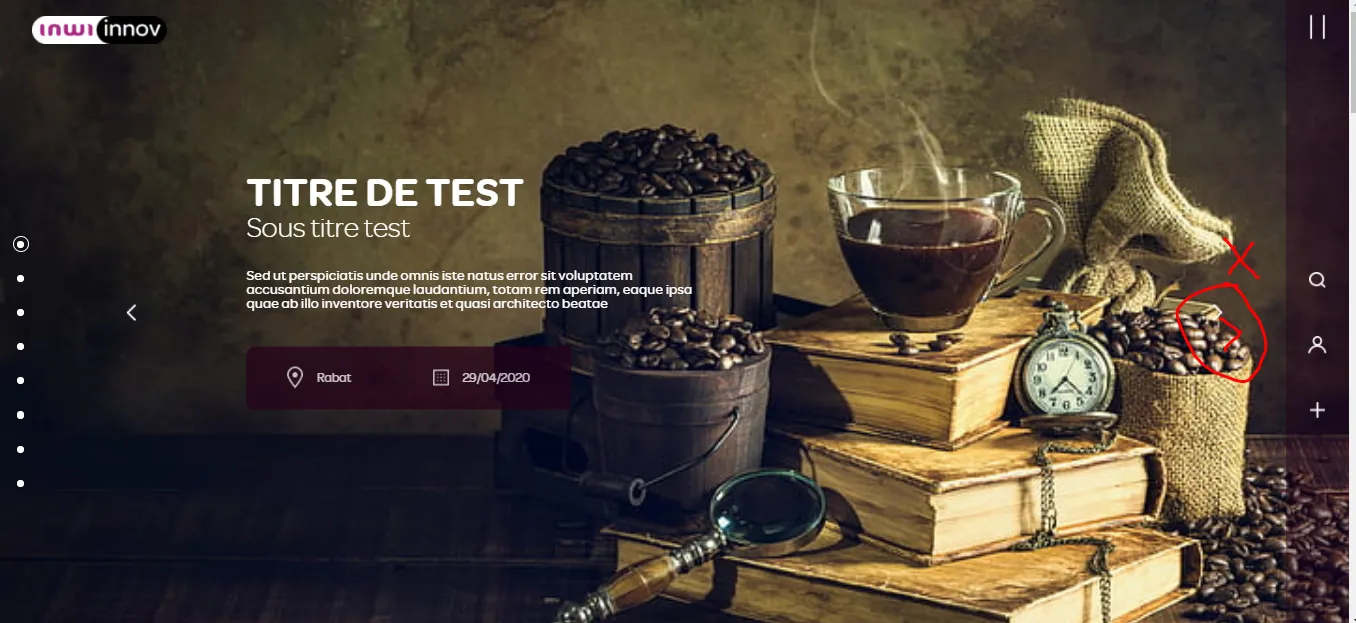 inwi innov
TITRE DE TEST
Sous titre test
Sed ut perspiciatis unde omnis iste natus error sit voluptatem
accusantium doloremque laudantium, totam rem aperiam, eaque ipsa
quae ab illo inventore veritatis et quasi architecto beatae
Rabat
29/04/2020